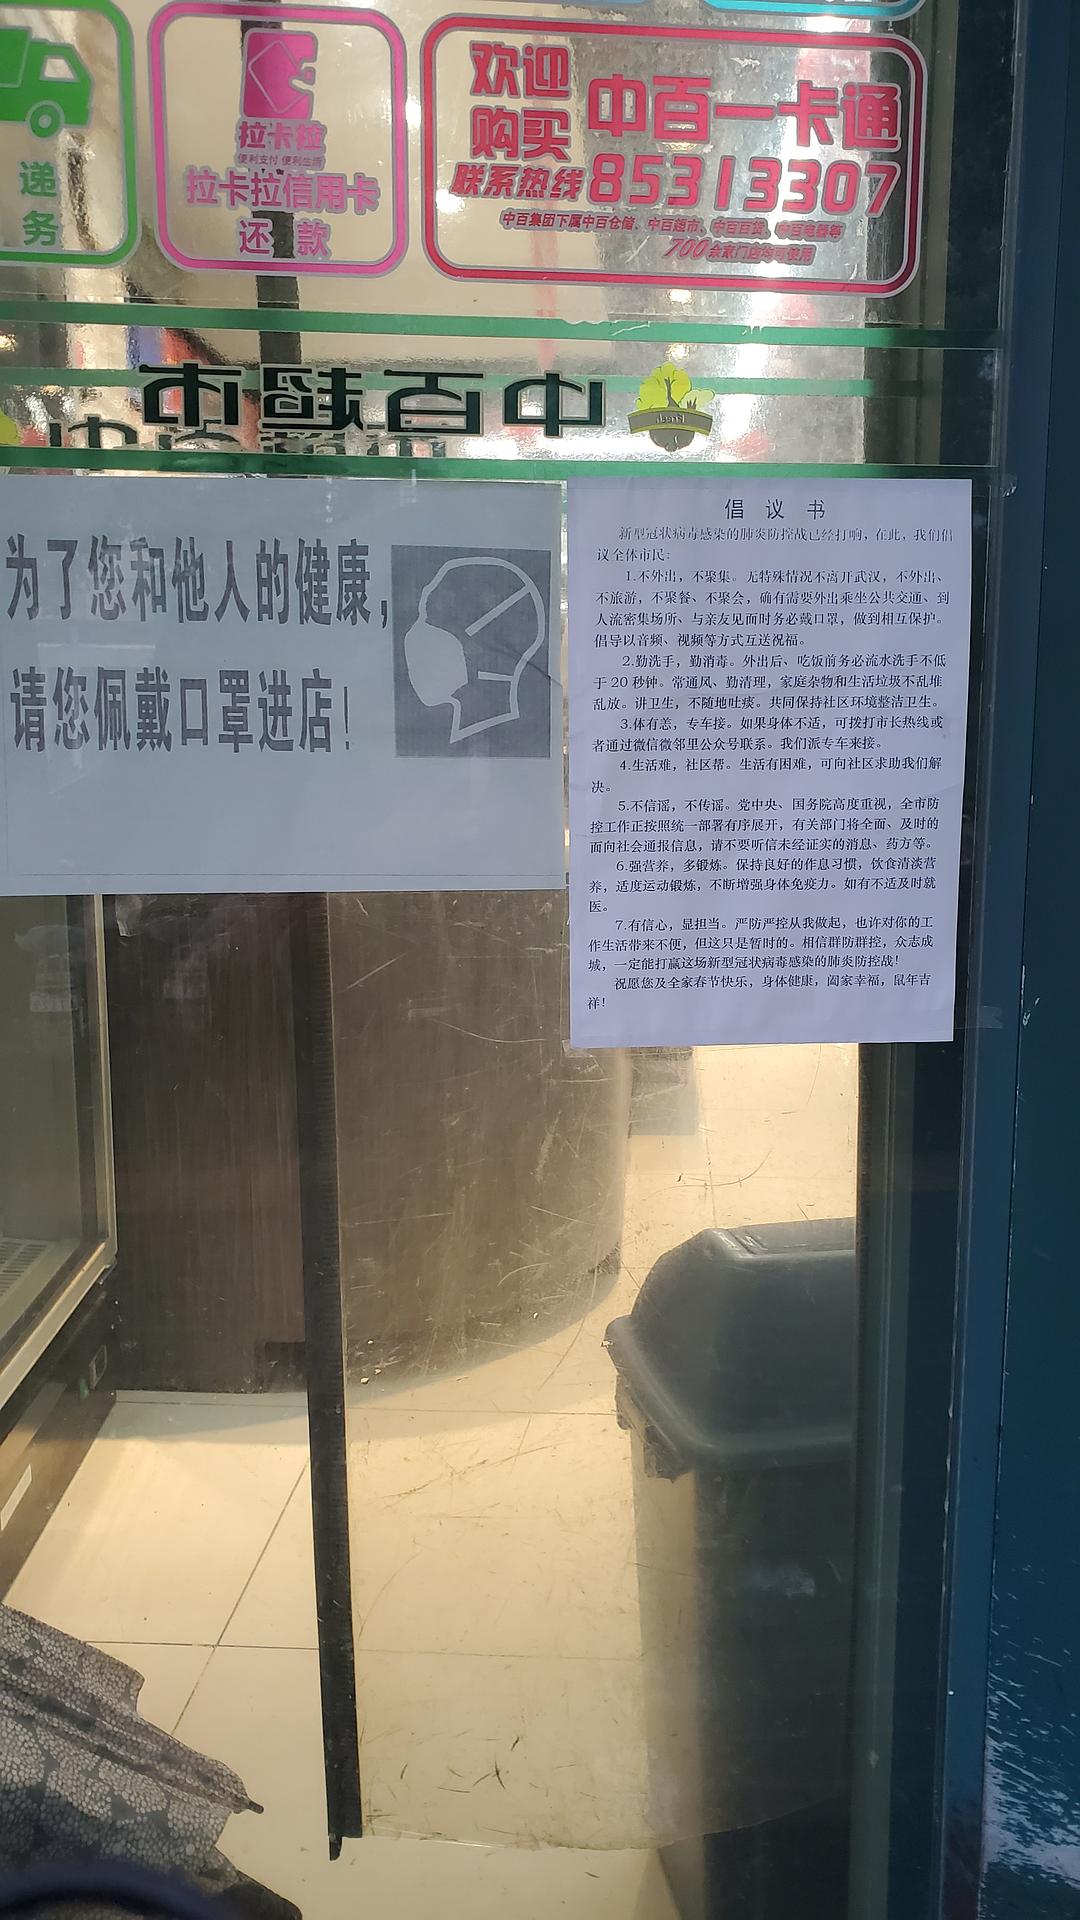 递
务
拉卡拉
便利支付 便利生活
拉卡拉信用卡
还款
欢迎
购买
中百一卡通
联系热线85313307
中百集团下属中百仓储、中百超市、中百百货、中百电器等
700余家门店均可使用
中百超市
Fresh
为了您和他人的健康,
请您佩戴口罩进店!
倡议书
新型冠状病毒感染的肺炎防控战已经打响，在此，我们倡
议全体市民：
1.不外出，不聚集。无特殊情况不离开武汉，不外出、
不旅游，不聚餐、不聚会，确有需要外出乘坐公共交通、到
人流密集场所、与亲友见面时务必戴口罩，做到相互保护。
倡导以音频、视频等方式互送祝福。
2.勤洗手，勤消毒。外出后、吃饭前务必流水洗手不低
于20秒钟。常通风、勤清理，家庭杂物和生活垃圾不乱堆
乱放。讲卫生，不随地吐痰。共同保持社区环境整洁卫生。
3.体有恙，专车接。如果身体不适，可拨打市长热线或
者通过微信微邻里公众号联系。我们派专车来接。
4.生活难，社区帮。生活有困难，可向社区求助我们解
决。
5.不信谣，不传谣。党中央、国务院高度重视，全市防
控工作正按照统一部署有序展开，有关部门将全面、及时的
面向社会通报信息，请不要听信未经证实的消息、药方等。
6.强营养，多锻炼。保持良好的作息习惯，饮食清淡营
养，适度运动锻炼，不断增强身体免疫力。如有不适及时就
医。
7.有信心，显担当。严防严控从我做起，也许对你的工
作生活带来不便，但这只是暂时的。相信群防群控，众志成
城，一定能打赢这场新型冠状病毒感染的肺炎防控战！
祝愿您及全家春节快乐，身体健康，阖家幸福，鼠年吉
祥！